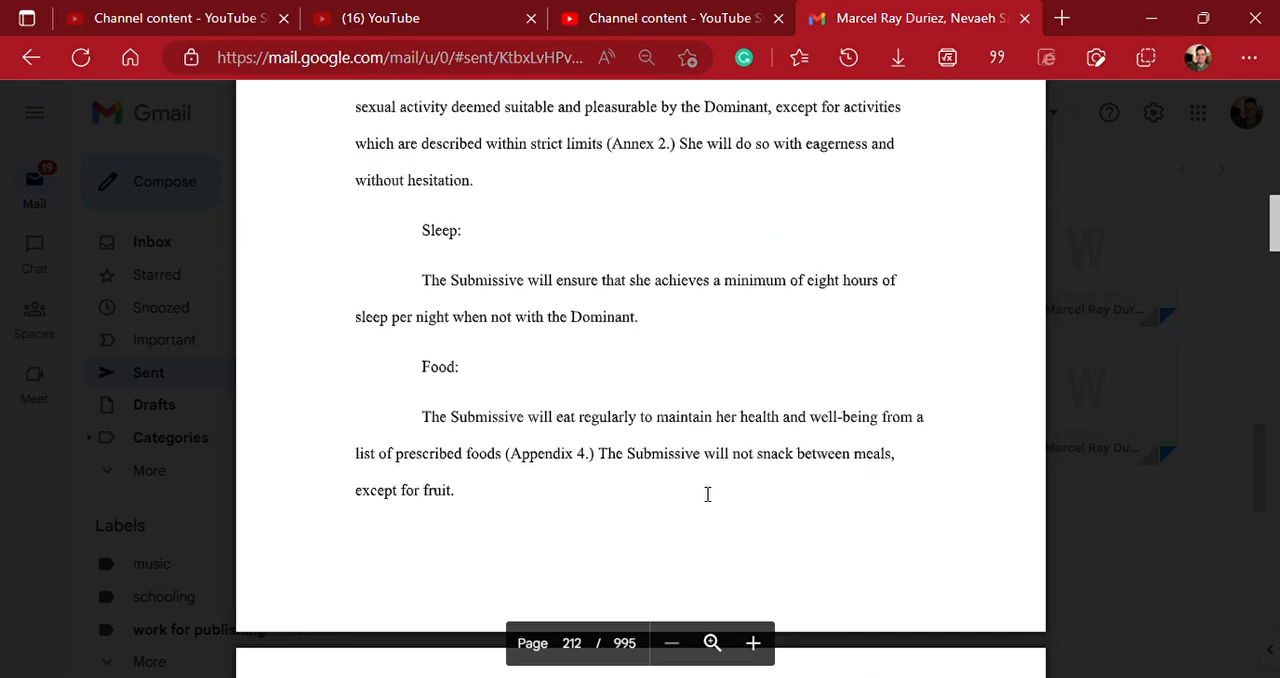 Channel content - YouTube S
(16) YouTube
Channel content - YouTube S
Marcel Ray Duriez, Nevaeh Sa
https://mail.google.com/mail/u/0/#sent/KtbxLvHPv...
Gmail
19
Mail
Chat
Spaces
Meet
Compose
Inbox
Starred
Snoozed
Important
Sent
Drafts
Categories
More
Labels
music
schooling
work for publishing
More
sexual activity deemed suitable and pleasurable by the Dominant, except for activities
which are described within strict limits (Annex 2.) She will do so with eagerness and
without hesitation.
Sleep:
The Submissive will ensure that she achieves a minimum of eight hours of
sleep per night when not with the Dominant.
Food:
The Submissive will eat regularly to maintain her health and well-being from a
list of prescribed foods (Appendix 4.) The Submissive will not snack between meals,
except for fruit.
Page 212 / 995
W
Marcel Ray Dur...
W
Marcel Ray Du...